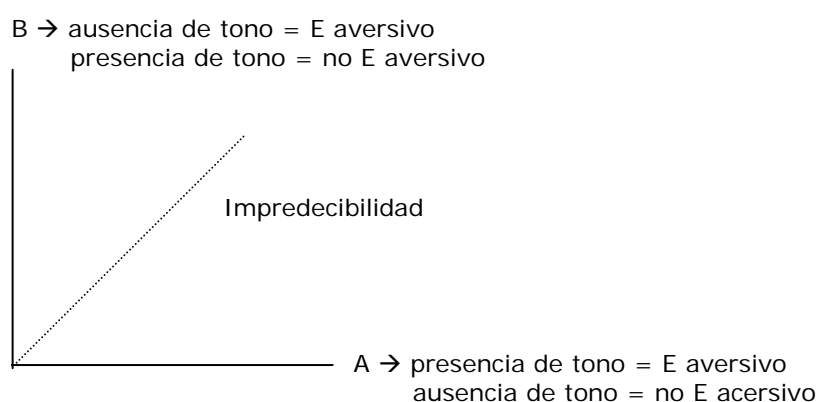 B → ausencia de tono = E aversivo
presencia de tono = no E aversivo
Impredecibilidad
A → presencia de tono = E aversivo
ausencia de tono = no E acersivo